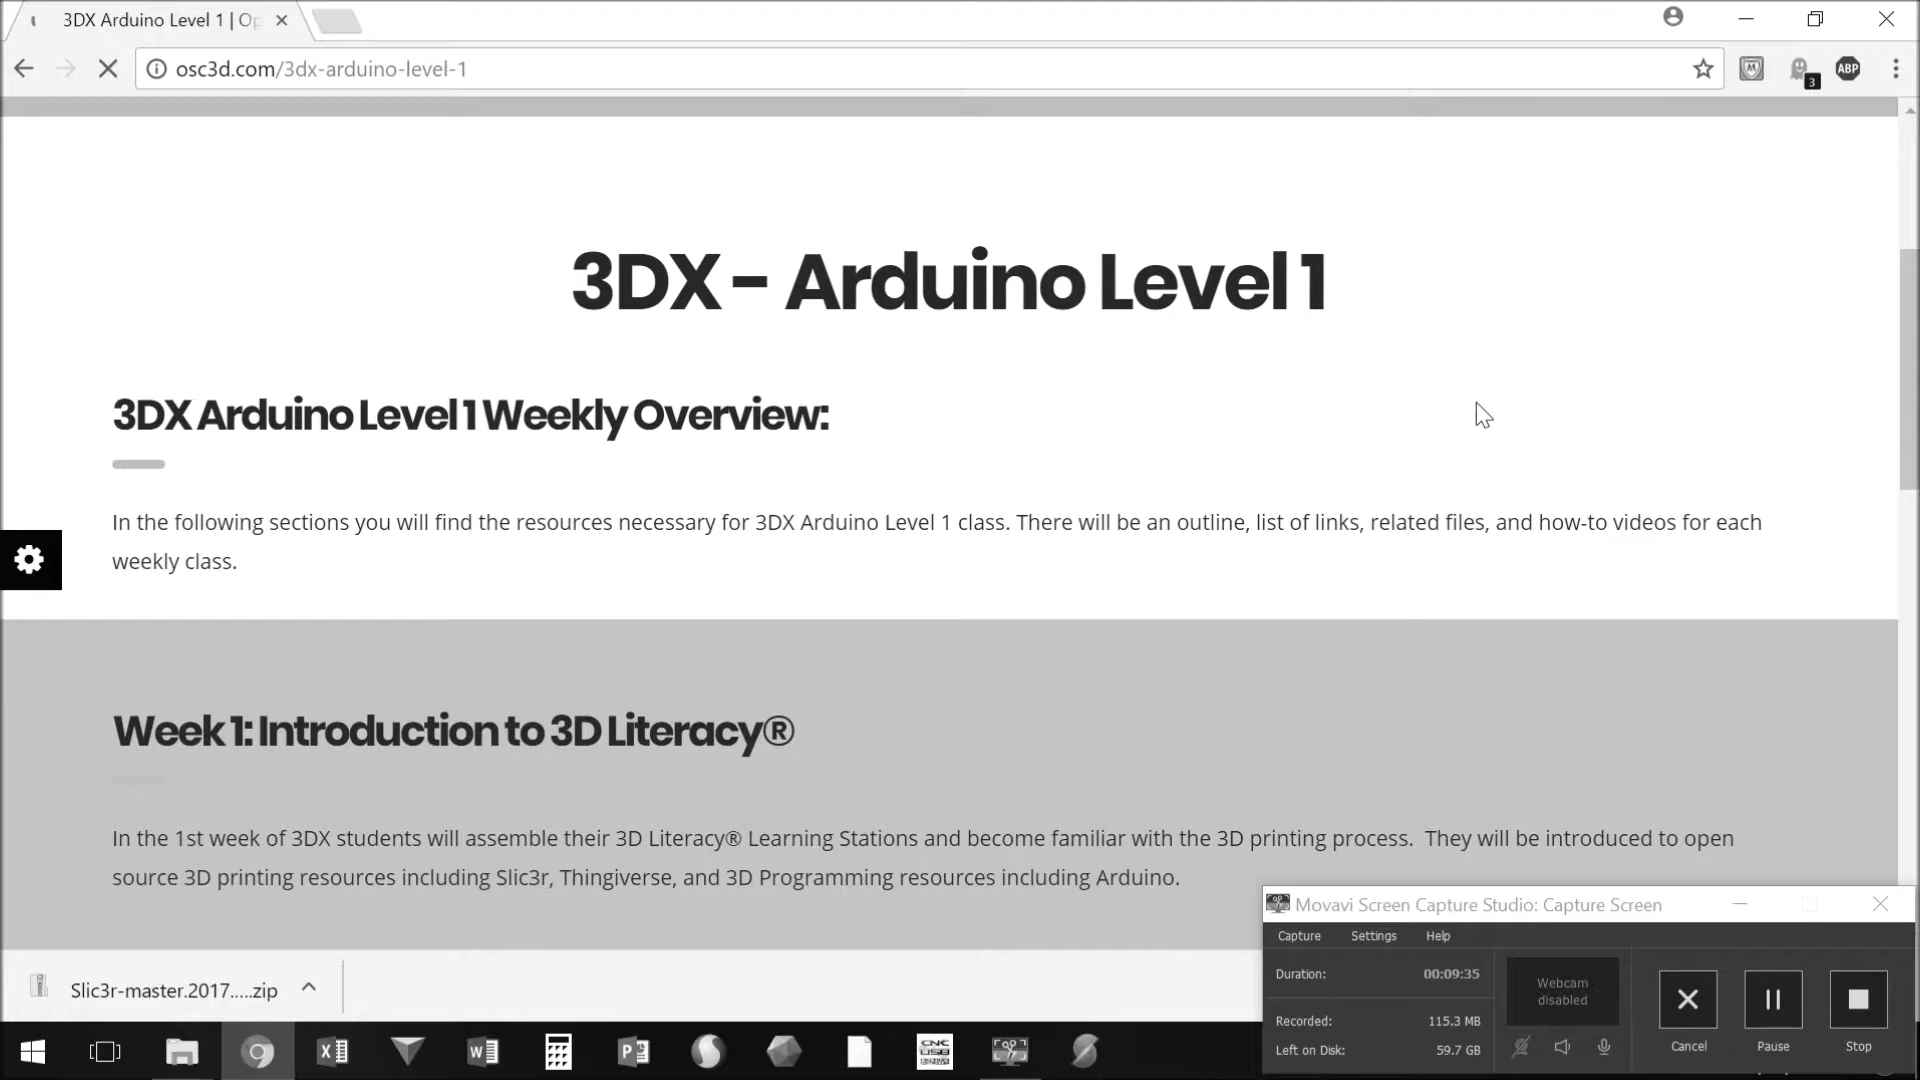 3DX Arduino Level 1 | Op
osc3d.com/3dx-arduino-level-1
3
ABP
3DX - Arduino Level 1
3DX Arduino Level 1 Weekly Overview:
In the following sections you will find the resources necessary for 3DX Arduino Level 1 class. There will be an outline, list of links, related files, and how-to videos for each
weekly class.
Week 1: Introduction to 3D Literacy®
In the 1st week of 3DX students will assemble their 3D Literacy® Learning Stations and become familiar with the 3D printing process. They will be introduced to open
source 3D printing resources including Slic3r, Thingiverse, and 3D Programming resources including Arduino.
Movavi Screen Capture Studio: Capture Screen
Capture Settings Help
Duration: 00:09:35
Webcam
disabled
Recorded: 115.3 MB
Left on Disk: 59.7 GB
Cancel Pause Stop
Slic3r-master.2017.....zip
CNC
USB